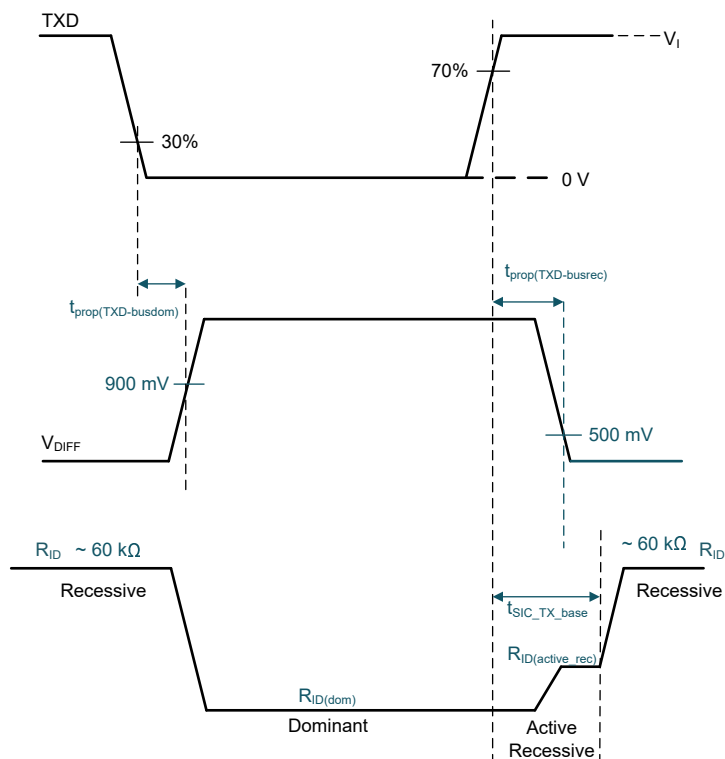 TXD
V_I
70%
30%
0 V
t_prop(TXD-busrec)
t_prop(TXD-busdom)
900 mV
500 mV
V_DIFF
R_ID ~ 60 kΩ
~ 60 kΩ R_ID
Recessive
Recessive
t_SIC_TX_base
R_ID(active_rec)
R_ID(dom)
Dominant
Active
Recessive